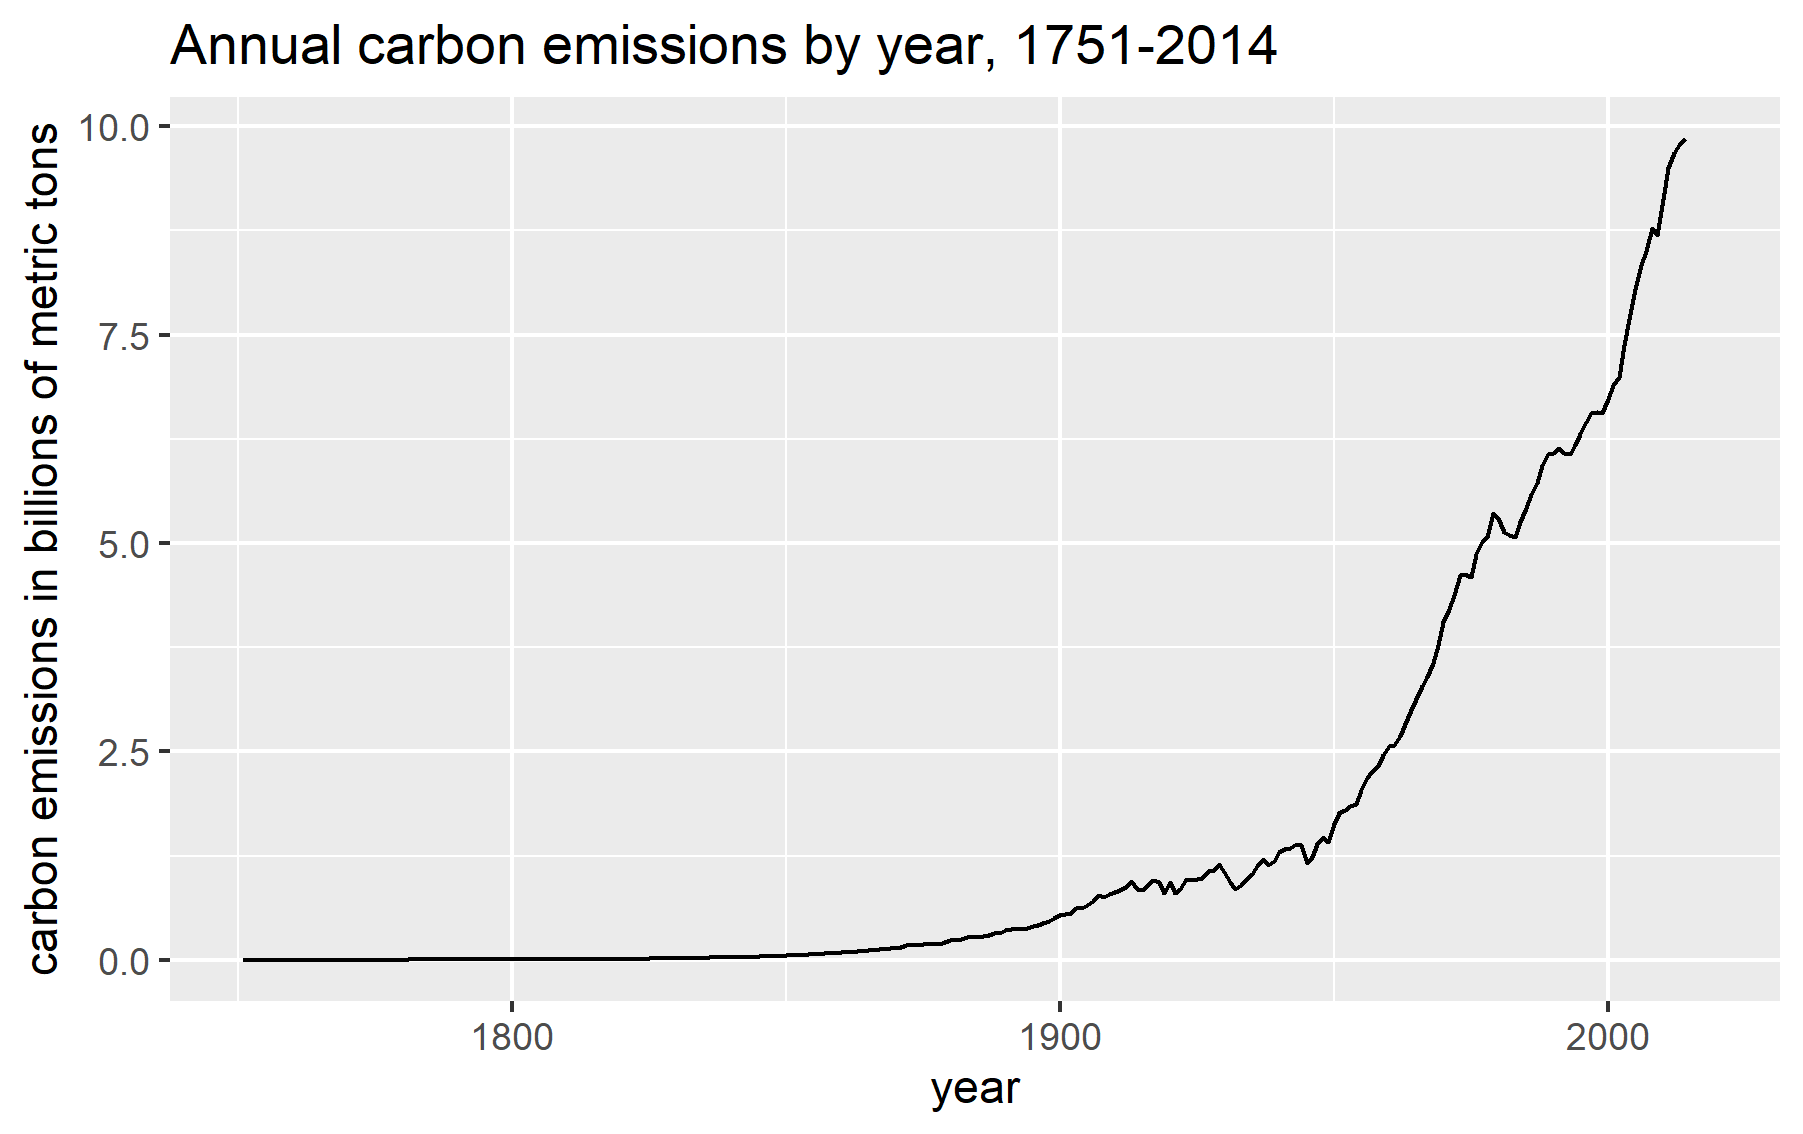 Annual carbon emissions by year, 1751-2014
carbon emissions in billions of metric tons
10.0
7.5
5.0
2.5
0.0
1800
1900
2000
year